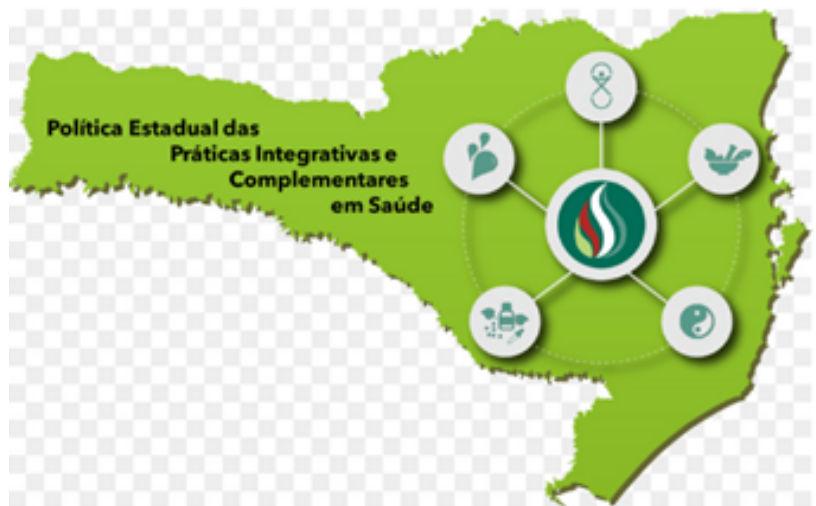 Política Estadual das
Práticas Integrativas e
Complementares
em Saúde